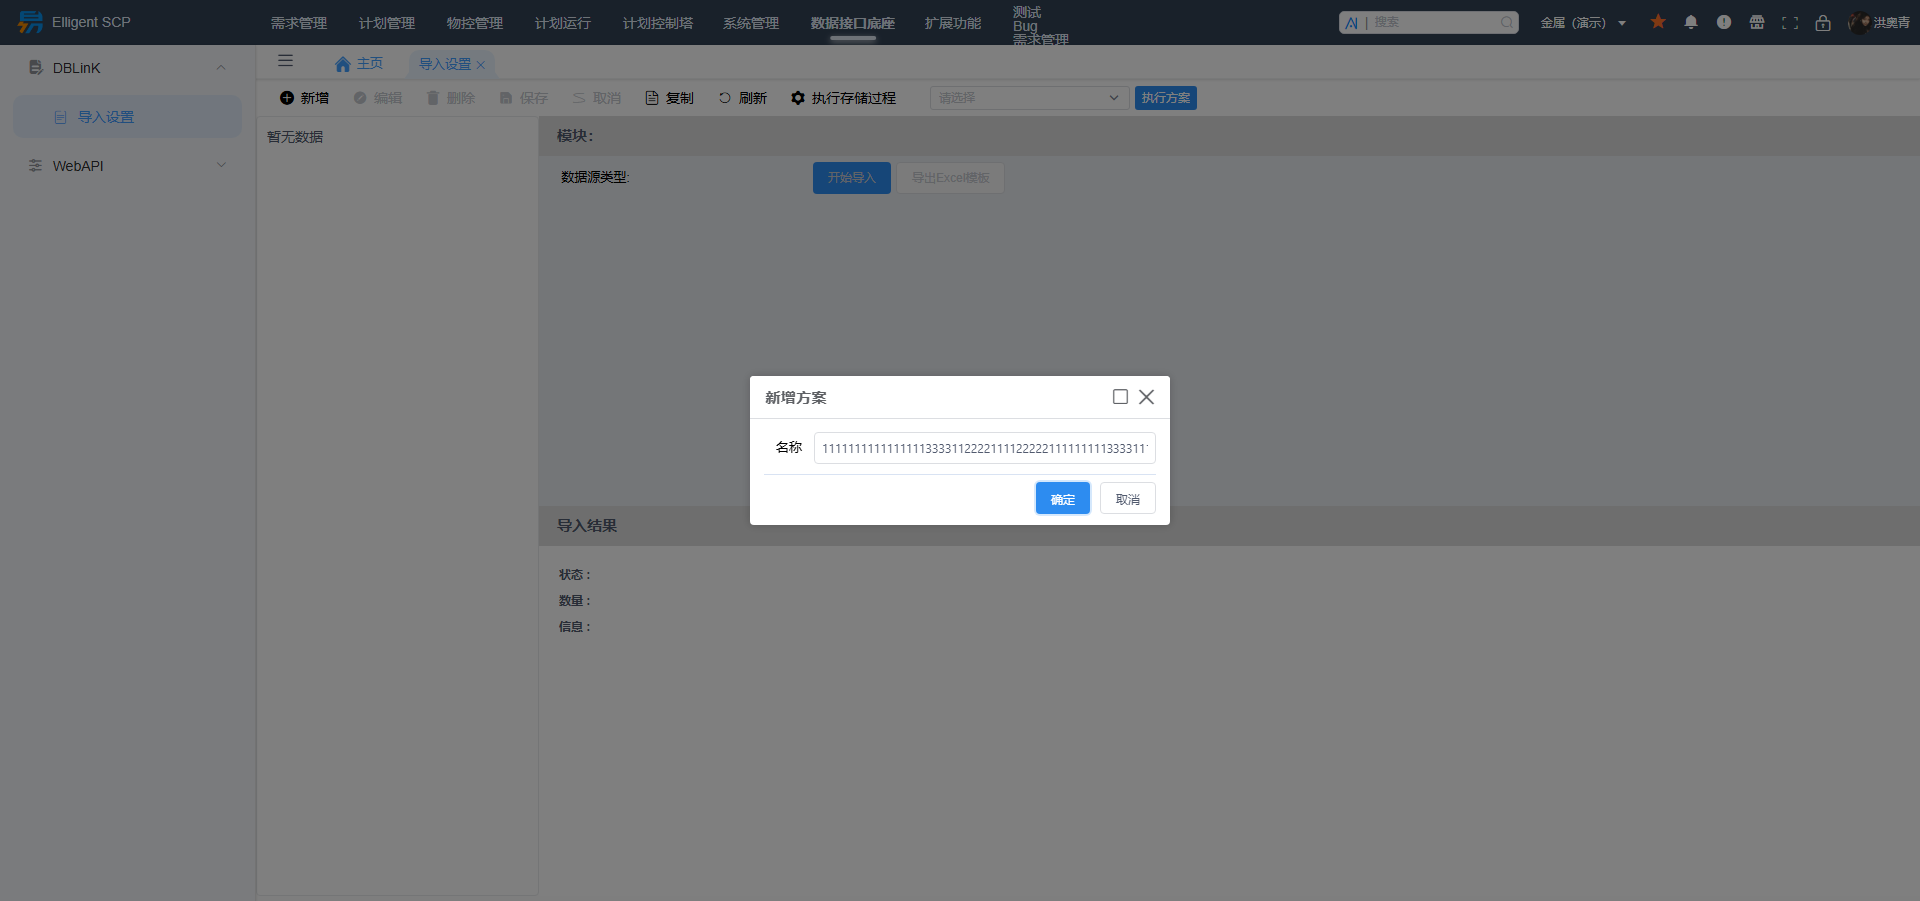 Elligent SCP
需求管理 计划管理 物控管理 计划运行 计划控制塔 系统管理 数据接口底座 扩展功能
测试
Bug
需求管理
AI | 搜索
金属（演示）
洪奥青
DBLinK
导入设置
WebAPI
主页 导入设置
新增 编辑 删除 保存 取消 复制 刷新 执行存储过程 请选择 执行方案
暂无数据
模块:
数据源类型: 开始导入 导出Excel模板
新增方案
名称
确定 取消
导入结果
状态：
数量：
信息：